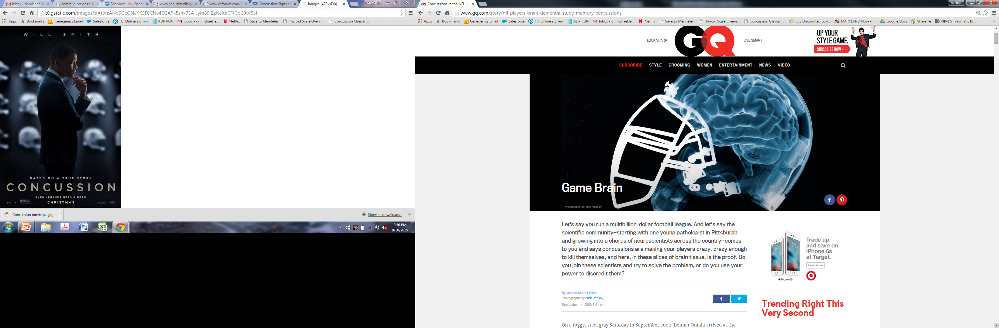 Inbox - dr.michael.le
communications.else
Dropbox - My Sport
www.ncbi.nlm.nih.gc
www.ccforum.com/c
Concussion Signs an
images (420×630)
Michael
t0.gstatic.com/images?q=tbn:ANd9GcQNcKK3F0CNa4D2APk5shk73A_Jym89iZzlosXbCFtCpC9tVSaf
Apps Bookmarks Cenegenics Email Salesforce HJFOnline sign-in ADP RUN Inbox - dr.michael.le... Netflix Save to Mendeley Thyroid Scale Overvi... Concussion Clinical ... »
WILL SMITH
BASED ON A TRUE STORY
CONCUSSION
EVEN LEGENDS NEED A HERO
CHRISTMAS
Concussion movie p....jpg
Show all downloads...
8:56 PM
9/30/2015
Concussions in the NFL | G
Michael
www.gq.com/story/nfl-players-brain-dementia-study-memory-concussions
Apps Bookmarks Cenegenics Email Salesforce HJFOnline sign-in ADP RUN Inbox - dr.michael.le... Netflix Save to Mendeley Thyroid Scale Overvi... Concussion Clinical ... Buy Discounted Low... MARYLAND Non-Pr... Google Docs Sharefile NINDS Traumatic Br... »
LOOK SHARP
GQ
LIVE SMART
UP YOUR
STYLE GAME.
SUBSCRIBE NOW >
SUBSCRIBE STYLE GROOMING WOMEN ENTERTAINMENT NEWS VIDEO
Game Brain
Photographs by Nick Veasay
Let's say you run a multibillion-dollar football league. And let's say the
scientific community—starting with one young pathologist in Pittsburgh
and growing into a chorus of neuroscientists across the country—comes
to you and says concussions are making your players crazy, crazy enough
to kill themselves, and here, in these slices of brain tissue, is the proof. Do
you join these scientists and try to solve the problem, or do you use your
power to discredit them?
By Jeanne Marie Laskas
Photographs by Nick Veasay
September 14, 2009 8:01 pm
On a foggy, steel gray Saturday in September 2002, Bennet Omalu arrived at the
Trade up
and save on
iPhone 6s
at Target.
Learn More
iPhone 6s
Trending Right This
Very Second